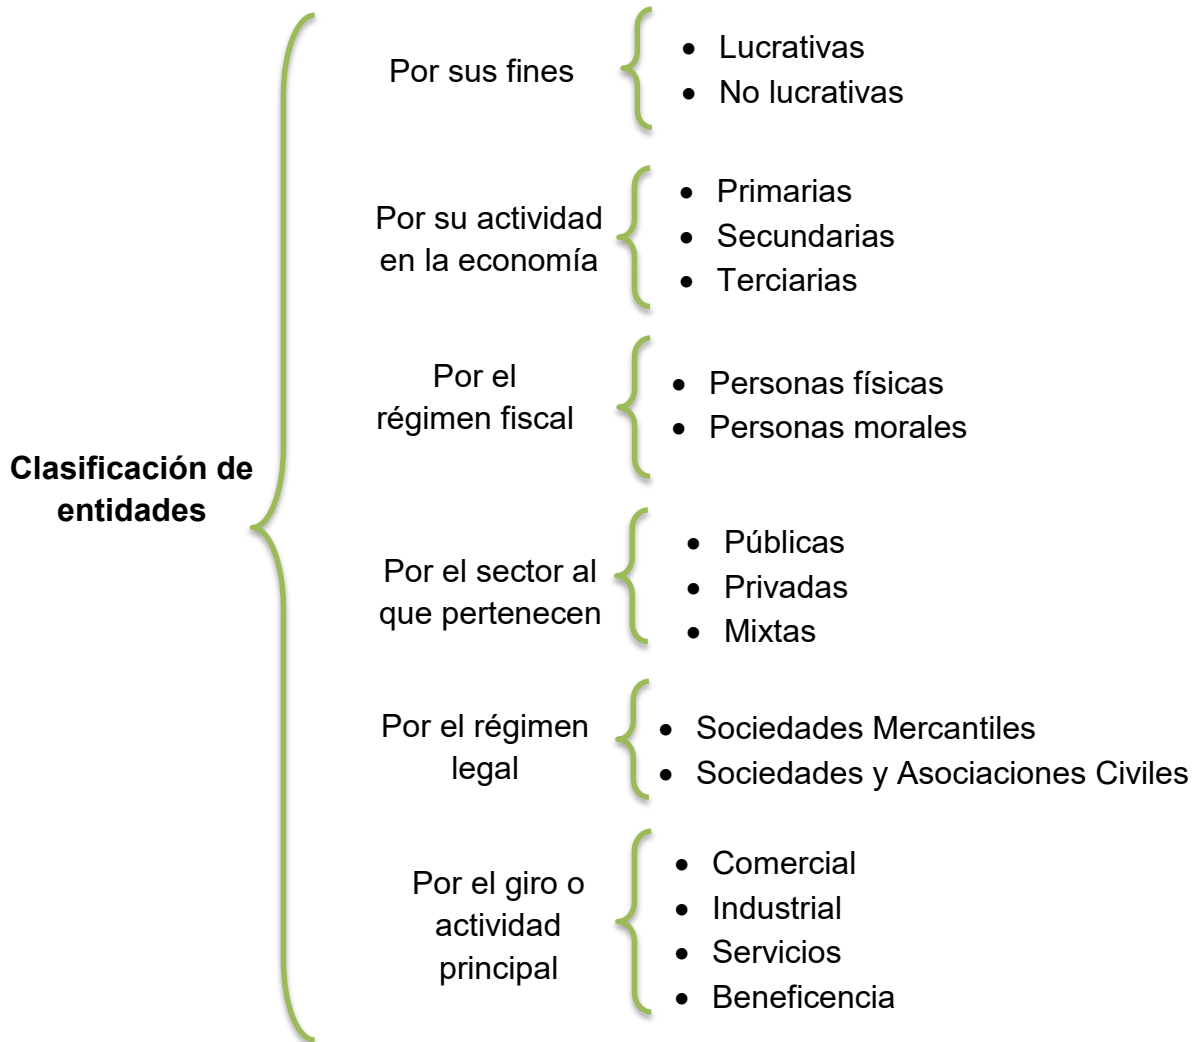 Clasificación de
entidades
Por sus fines
• Lucrativas
• No lucrativas
Por su actividad
en la economía
• Primarias
• Secundarias
• Terciarias
Por el
régimen fiscal
• Personas físicas
• Personas morales
Por el sector al
que pertenecen
• Públicas
• Privadas
• Mixtas
Por el régimen
legal
• Sociedades Mercantiles
• Sociedades y Asociaciones Civiles
Por el giro o
actividad
principal
• Comercial
• Industrial
• Servicios
• Beneficencia